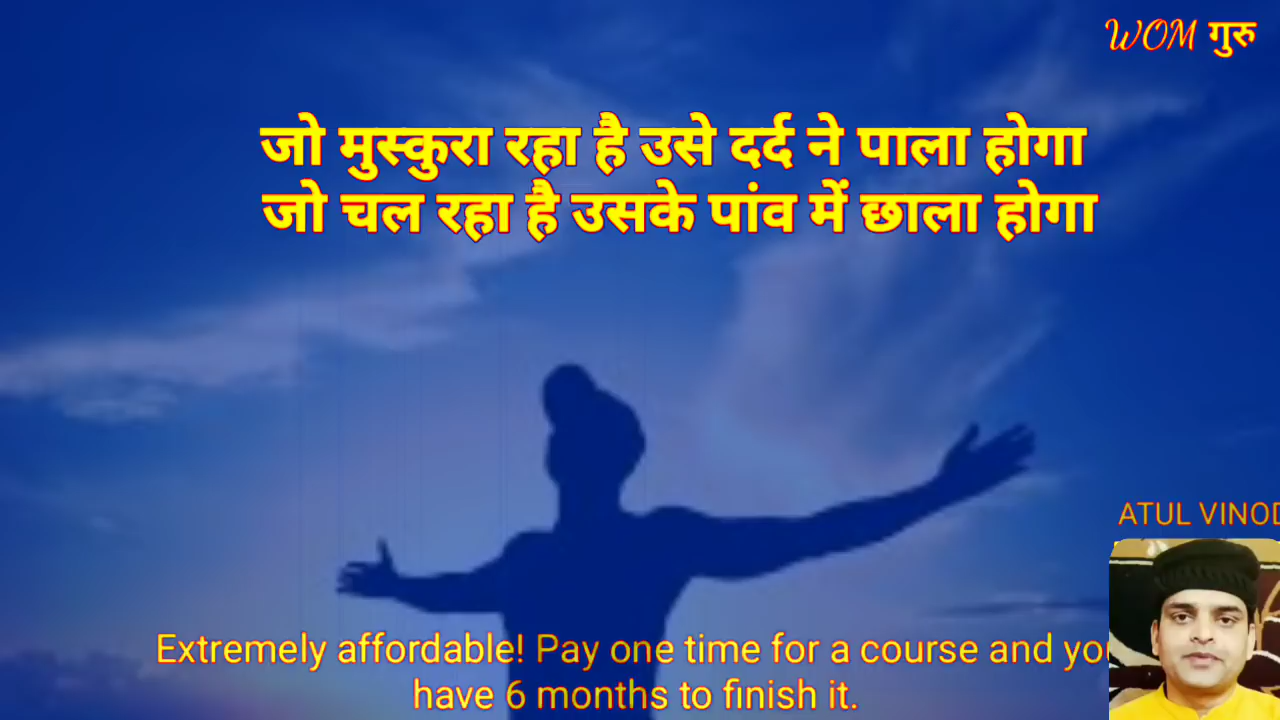 WOM गुरु
जो मुस्कुरा रहा है उसे दर्द ने पाला होगा
जो चल रहा है उसके पांव में छाला होगा
ATUL VINOD
Extremely affordable! Pay one time for a course and you
have 6 months to finish it.